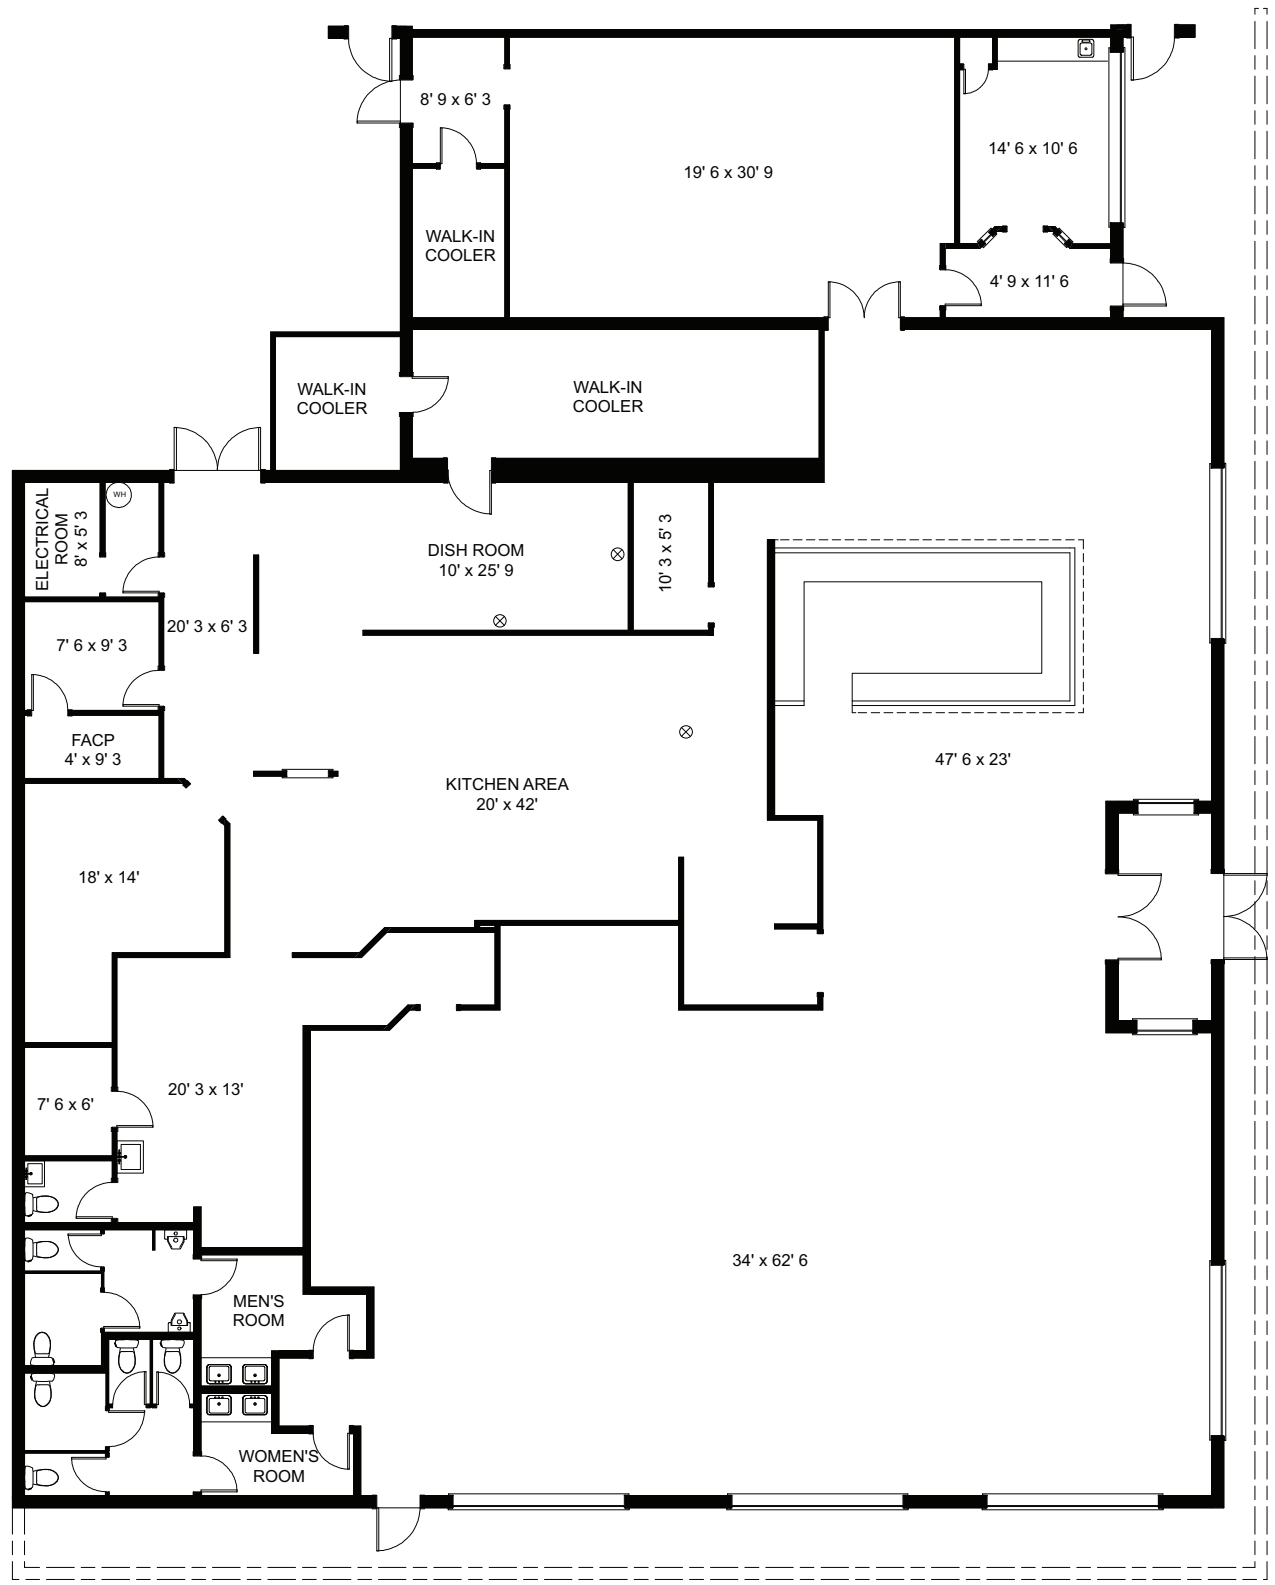 8' 9 x 6' 3
19' 6 x 30' 9
14' 6 x 10' 6
WALK-IN
COOLER
4' 9 x 11' 6
WALK-IN
COOLER
WALK-IN
COOLER
ELECTRICAL
ROOM
8' x 5' 3
WH
DISH ROOM
10' x 25' 9
10' 3 x 5' 3
20' 3 x 6' 3
7' 6 x 9' 3
FACP
4' x 9' 3
KITCHEN AREA
20' x 42'
47' 6 x 23'
18' x 14'
20' 3 x 13'
7' 6 x 6'
34' x 62' 6
MEN'S
ROOM
WOMEN'S
ROOM